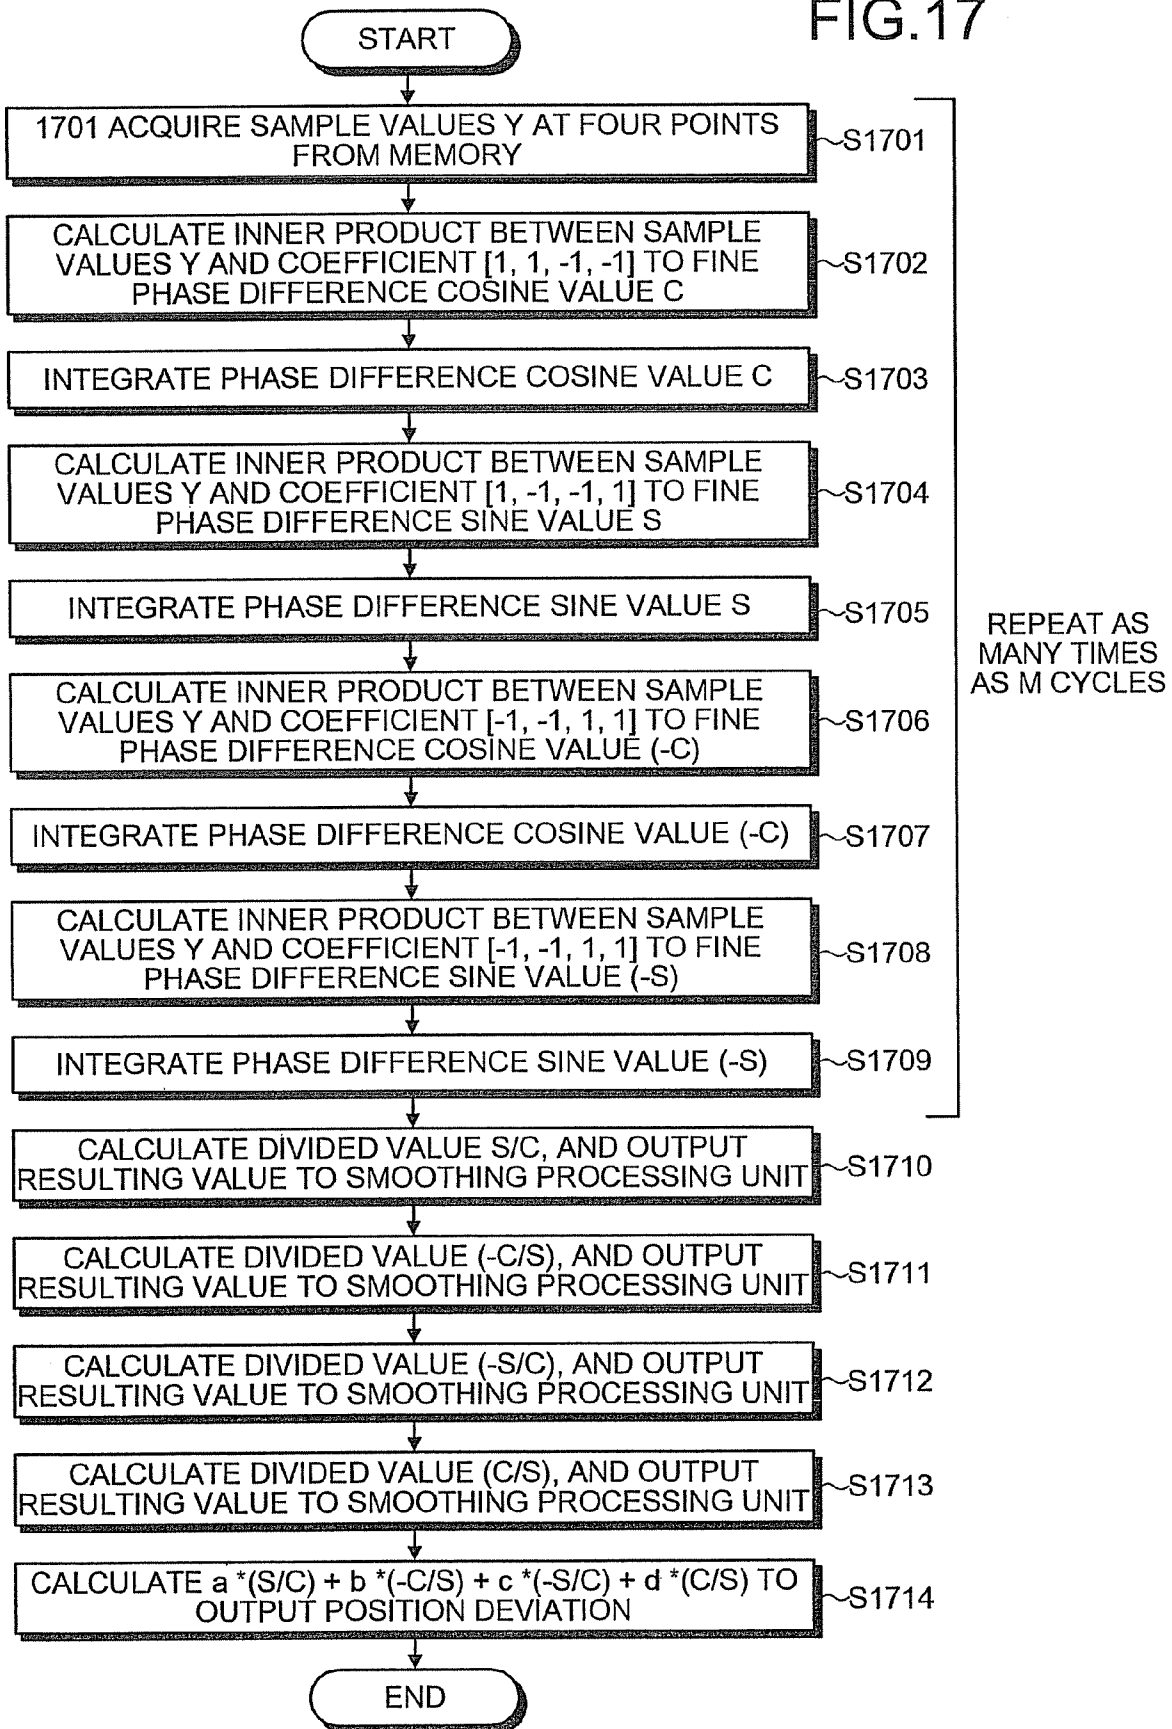 FIG.17
START
1701 ACQUIRE SAMPLE VALUES Y AT FOUR POINTS
FROM MEMORY
S1701
CALCULATE INNER PRODUCT BETWEEN SAMPLE
VALUES Y AND COEFFICIENT [1, 1, -1, -1] TO FINE
PHASE DIFFERENCE COSINE VALUE C
S1702
INTEGRATE PHASE DIFFERENCE COSINE VALUE C
S1703
CALCULATE INNER PRODUCT BETWEEN SAMPLE
VALUES Y AND COEFFICIENT [1, -1, -1, 1] TO FINE
PHASE DIFFERENCE SINE VALUE S
S1704
INTEGRATE PHASE DIFFERENCE SINE VALUE S
S1705
REPEAT AS
MANY TIMES
AS M CYCLES
CALCULATE INNER PRODUCT BETWEEN SAMPLE
VALUES Y AND COEFFICIENT [-1, -1, 1, 1] TO FINE
PHASE DIFFERENCE COSINE VALUE (-C)
S1706
INTEGRATE PHASE DIFFERENCE COSINE VALUE (-C)
S1707
CALCULATE INNER PRODUCT BETWEEN SAMPLE
VALUES Y AND COEFFICIENT [-1, -1, 1, 1] TO FINE
PHASE DIFFERENCE SINE VALUE (-S)
S1708
INTEGRATE PHASE DIFFERENCE SINE VALUE (-S)
S1709
CALCULATE DIVIDED VALUE S/C, AND OUTPUT
RESULTING VALUE TO SMOOTHING PROCESSING UNIT
S1710
CALCULATE DIVIDED VALUE (-C/S), AND OUTPUT
RESULTING VALUE TO SMOOTHING PROCESSING UNIT
S1711
CALCULATE DIVIDED VALUE (-S/C), AND OUTPUT
RESULTING VALUE TO SMOOTHING PROCESSING UNIT
S1712
CALCULATE DIVIDED VALUE (C/S), AND OUTPUT
RESULTING VALUE TO SMOOTHING PROCESSING UNIT
S1713
CALCULATE a *(S/C) + b *(-C/S) + c *(-S/C) + d *(C/S) TO
OUTPUT POSITION DEVIATION
S1714
END